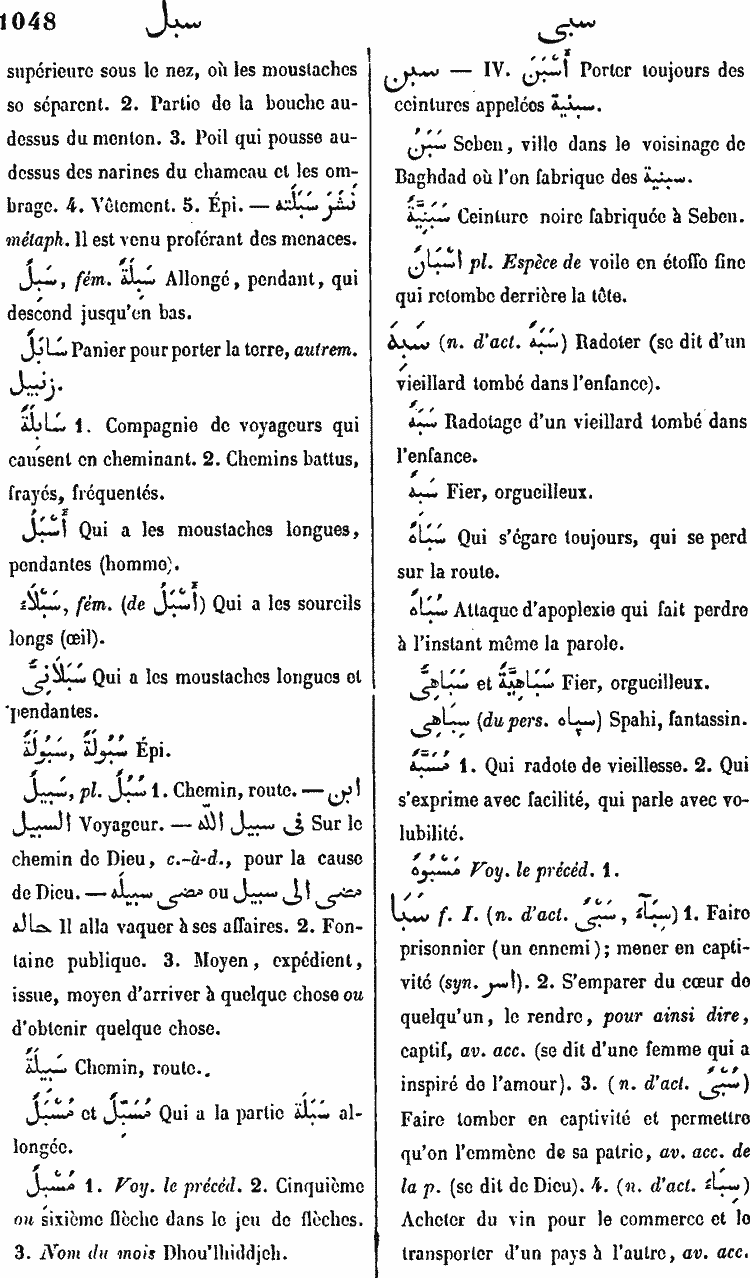 1048 سبل سبى
supérieure sous le nez, où les moustaches
se séparent. 2. Partie de la bouche au-
dessus du menton. 3. Poil qui pousse au-
dessus des narines du chameau et les om-
brage. 4. Vêtement. 5. Épi. — نَشَرَ سَبَلَتَه
métaph. Il est venu proférant des menaces.
سَبِلٌ, fém. سَبِلَةٌ Allongé, pendant, qui
descend jusqu'en bas.
سَابَلٌ Panier pour porter la terre, autrem.
زنبيل.
سَابِلَةٌ 1. Compagnie de voyageurs qui
causent en cheminant. 2. Chemins battus,
frayés, fréquentés.
أَسْبَلُ Qui a les moustaches longues,
pendantes (homme).
سَبْلَاءُ, fém. (de أَسْبَلُ) Qui a les sourcils
longs (œil).
سَبَلَانِىٌّ Qui a les moustaches longues et
pendantes.
سَبُولَةٌ, سُبُولَةٌ Épi.
سَبِيلٌ, pl. سُبُلٌ 1. Chemin, route. — ابن
السبيل Voyageur. — فى سبيل الله Sur le
chemin de Dieu, c.-à-d., pour la cause
de Dieu. — مضى سبيله ou مضى الى سبيل
حاله Il alla vaquer à ses affaires. 2. Fon-
taine publique. 3. Moyen, expédient,
issue, moyen d'arriver à quelque chose ou
d'obtenir quelque chose.
سَبِيلَةٌ Chemin, route.
مُسْبَلٌ et مُسَبَّلٌ Qui a la partie سَبَلَة al-
longée.
مُسْبِلٌ 1. Voy. le précéd. 2. Cinquième
ou sixième flèche dans le jeu de flèches.
3. Nom du mois Dhou'lhiddjeh.
سبن — IV. أَسْبَنَ Porter toujours des
ceintures appelées سبنية.
سَبَنُ Seben, ville dans le voisinage de
Baghdad où l'on fabrique des سبنية.
سَبَنِيَّةٌ Ceinture noire fabriquée à Seben.
اسْبَانٌ pl. Espèce de voile en étoffe fine
qui retombe derrière la tête.
سَبِهَ (n. d'act. سَبَهٌ) Radoter (se dit d'un
vieillard tombé dans l'enfance).
سَبَهٌ Radotage d'un vieillard tombé dans
l'enfance.
سَبِهٌ Fier, orgueilleux.
سَبَاهٌ Qui s'égare toujours, qui se perd
sur la route.
سُبَاهٌ Attaque d'apoplexie qui fait perdre
à l'instant même la parole.
سَبَاهِىٌّ et سَبَاهِيَةٌ Fier, orgueilleux.
سِبَاهِى (du pers. سپاه) Spahi, fantassin.
مُسَبَّهٌ 1. Qui radote de vieillesse. 2. Qui
s'exprime avec facilité, qui parle avec vo-
lubilité.
مَسْبُوهٌ Voy. le précéd. 1.
سَبَا f. I. (n. d'act. سَبْىٌ, سِبَآءٌ) 1. Faire
prisonnier (un ennemi); mener en capti-
vité (syn. اسر). 2. S'emparer du cœur de
quelqu'un, le rendre, pour ainsi dire,
captif, av. acc. (se dit d'une femme qui a
inspiré de l'amour). 3. (n. d'act. سَبْىٌ)
Faire tomber en captivité et permettre
qu'on l'emmène de sa patrie, av. acc. de
la p. (se dit de Dieu). 4. (n. d'act. سِبَاءٌ)
Acheter du vin pour le commerce et le
transporter d'un pays à l'autre, av. acc.